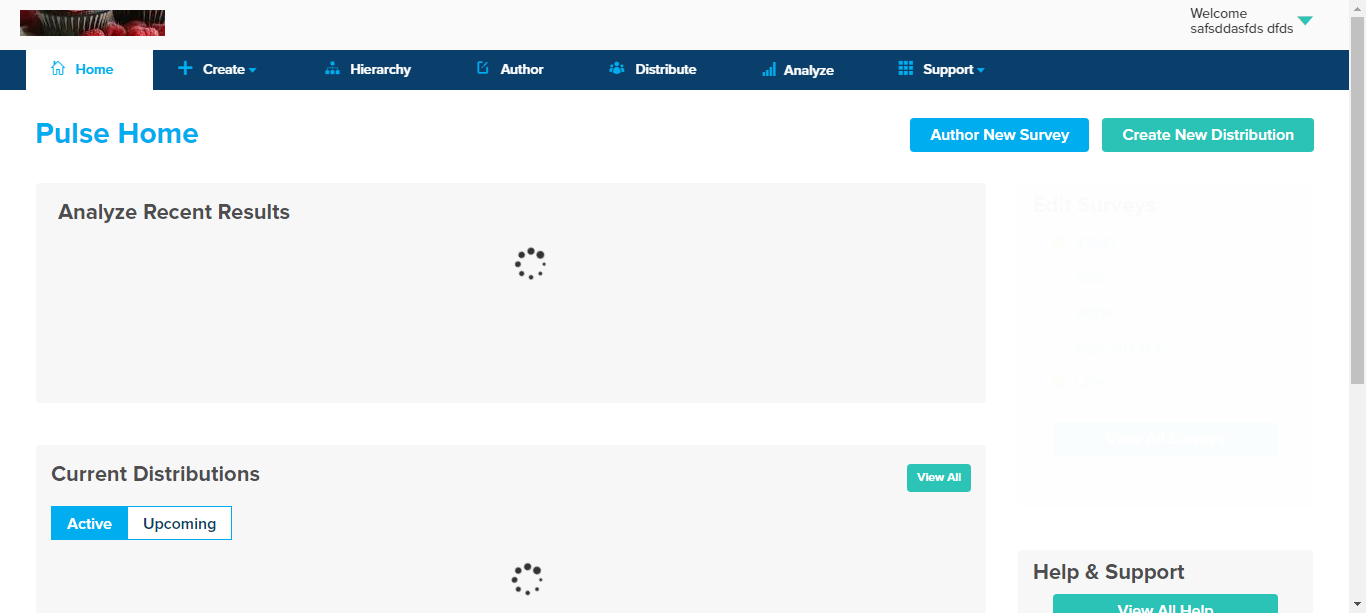 Welcome
safsddasfds dfds
Home
Create
Hierarchy
Author
Distribute
Analyze
Support
Pulse Home
Author New Survey
Create New Distribution
Analyze Recent Results
Edit Surveys
View All Surveys
Current Distributions
View All
Active
Upcoming
Help & Support
View All Help